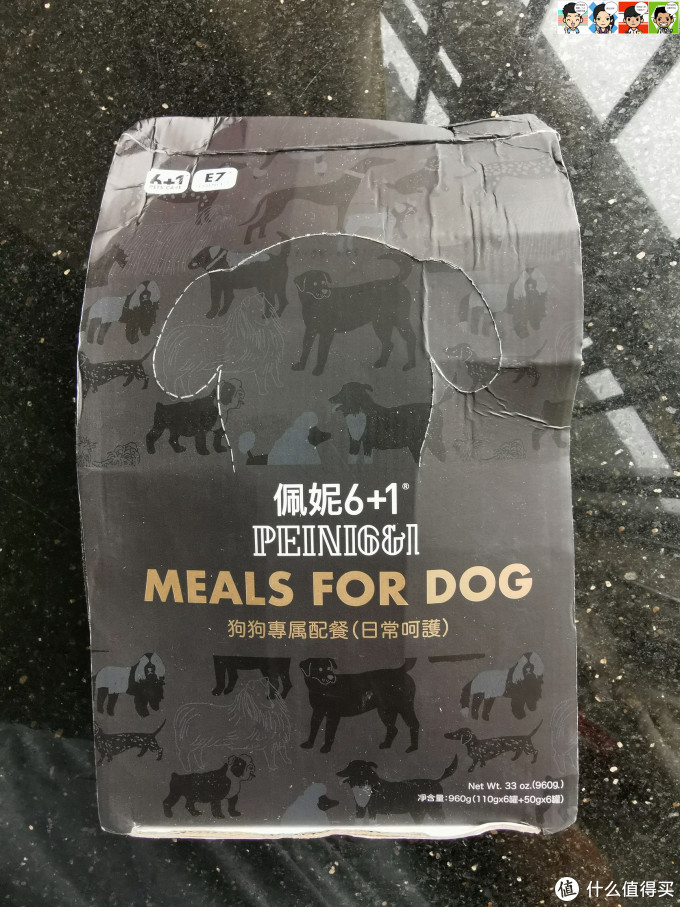 6+1
E7
佩妮6+1®
PEINI6&1
MEALS FOR DOG
狗狗專属配餐(日常呵護)
Net Wt. 33 oz.(960g.)
净含量:960g(110gx6罐+50gx6罐)
值 什么值得买